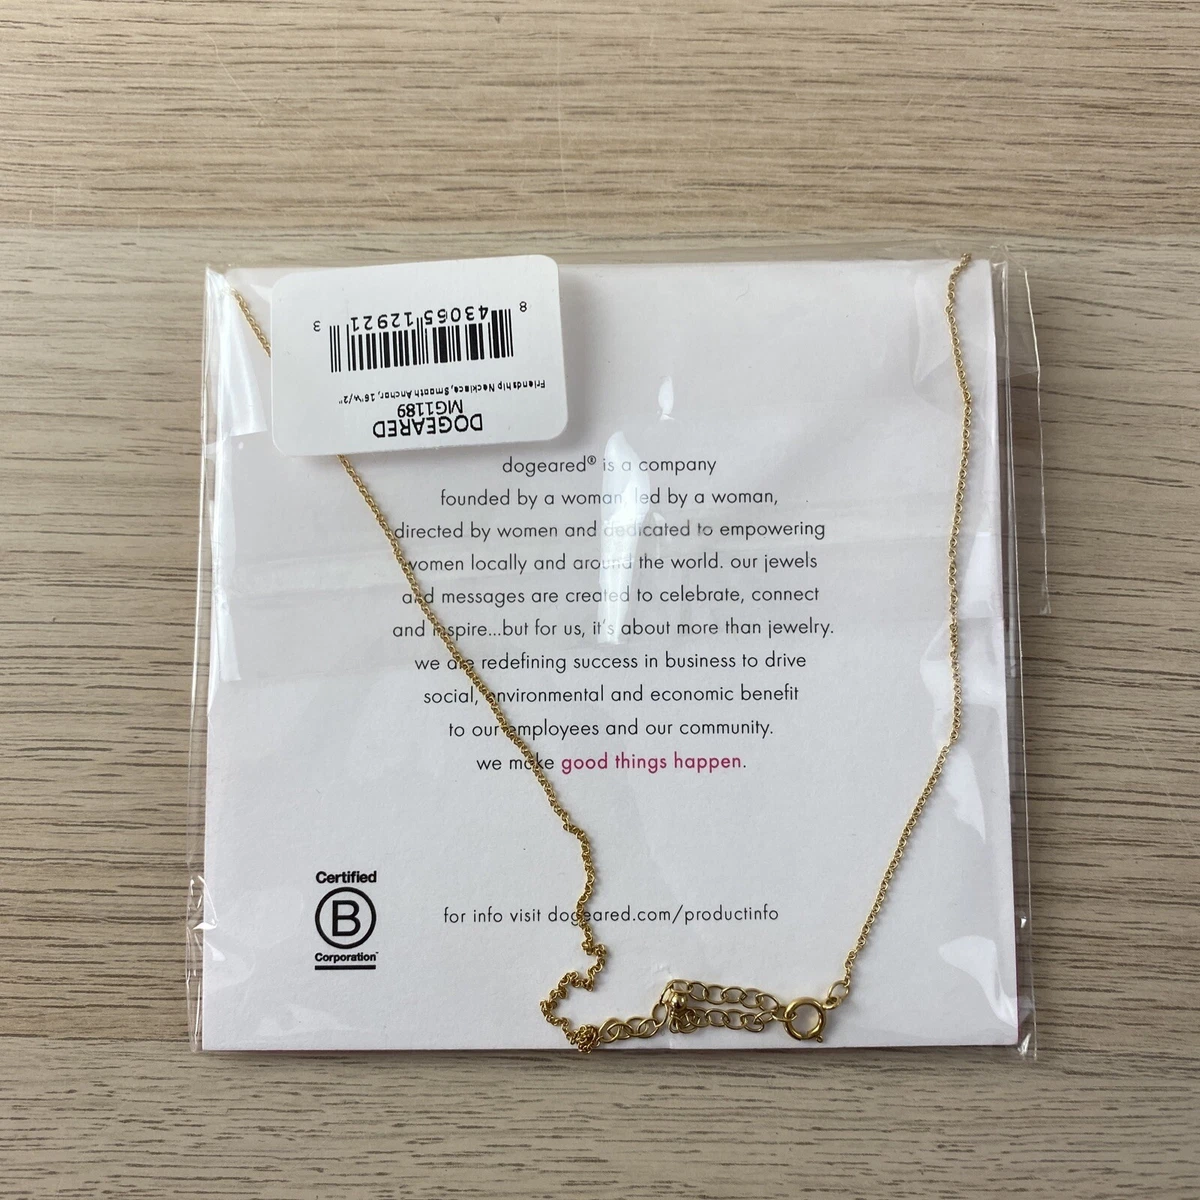 DOGEARED
MG1189
Friendship Necklace, Smooth Anchor, 16"w/2"
8 43065 12921 3
dogeared® is a company
founded by a woman, led by a woman,
directed by women and dedicated to empowering
women locally and around the world. our jewels
and messages are created to celebrate, connect
and inspire...but for us, it's about more than jewelry.
we are redefining success in business to drive
social, environmental and economic benefit
to our employees and our community.
we make good things happen.
for info visit dogeared.com/productinfo
Certified
B
Corporation™